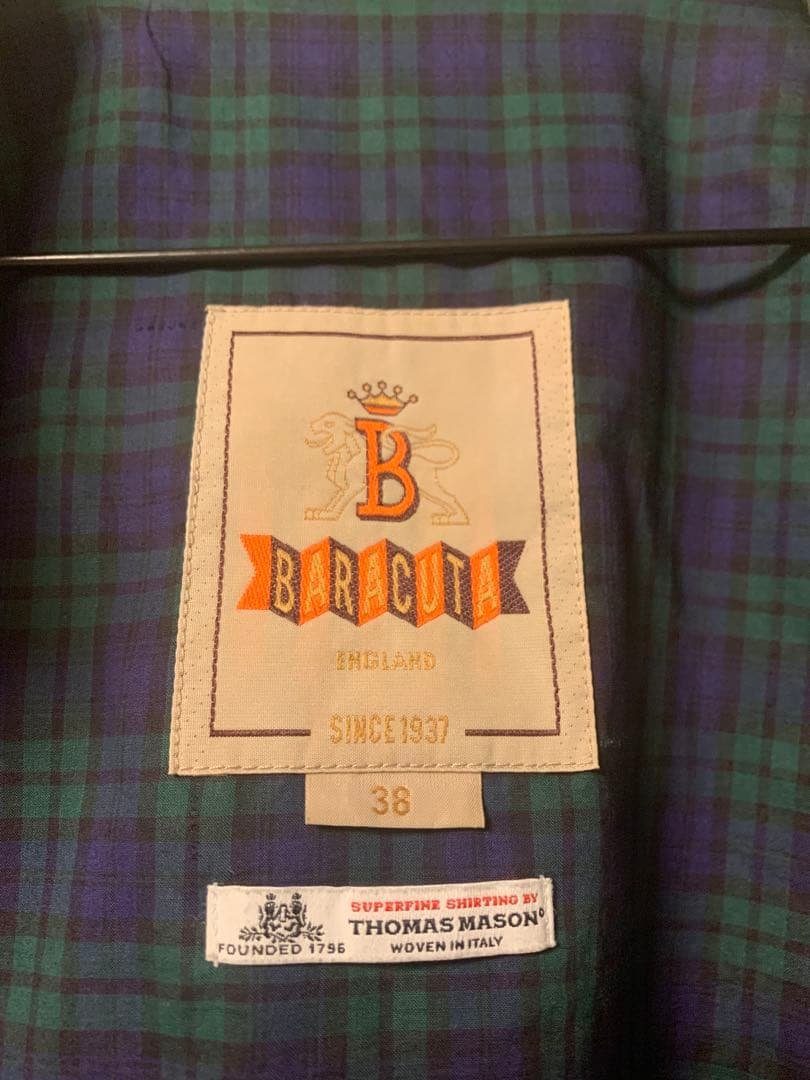 B
BARACUTA
ENGLAND
SINCE 1937
38
SUPERFINE SHIRTING BY
THOMAS MASON
FOUNDED 1796
WOVEN IN ITALY